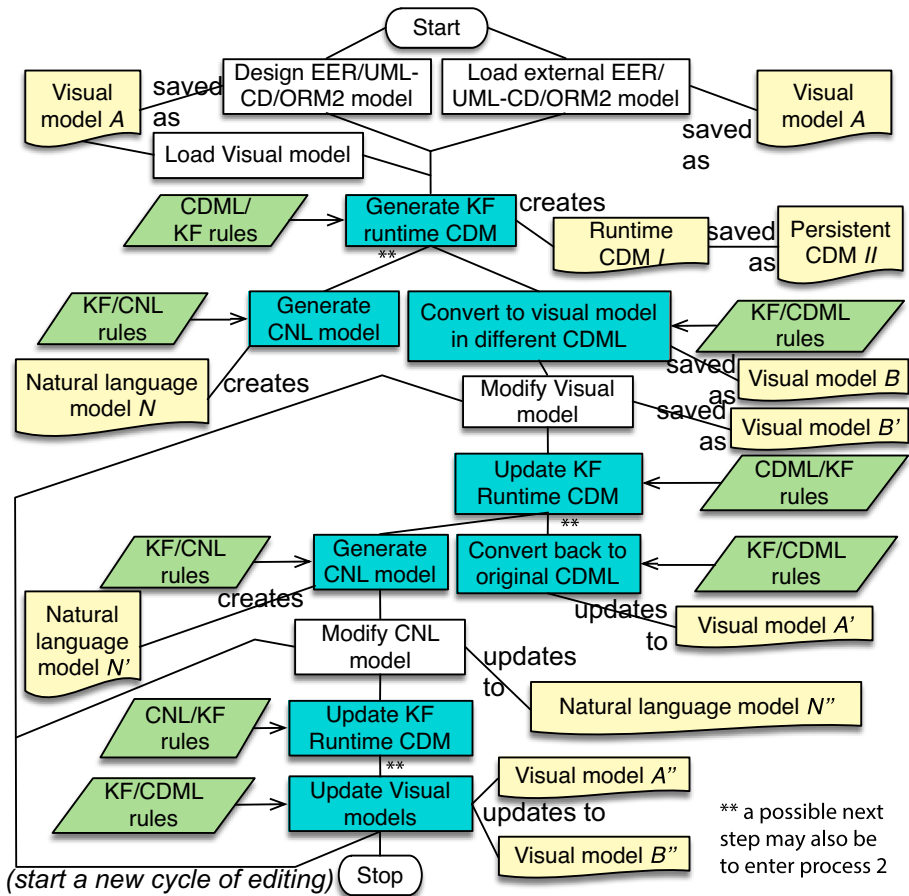 Start
Visual
model A
saved
as
Design EER/UML-
CD/ORM2 model
Load external EER/
UML-CD/ORM2 model
saved
as
Visual
model A
Load Visual model
CDML/
KF rules
Generate KF
runtime CDM
creates
Runtime
CDM I
saved
as
Persistent
CDM II
**
KF/CNL
rules
Generate
CNL model
Convert to visual model
in different CDML
KF/CDML
rules
Natural language
model N
creates
saved
as
Visual model B
Modify Visual
model
saved
as
Visual model B'
Update KF
Runtime CDM
CDML/KF
rules
**
KF/CNL
rules
Generate
CNL model
Convert back to
original CDML
KF/CDML
rules
creates
updates
to
Visual model A'
Natural
language
model N'
Modify CNL
model
updates
to
Natural language model N''
CNL/KF
rules
Update KF
Runtime CDM
**
KF/CDML
rules
Update Visual
models
updates to
Visual model A''
Visual model B''
** a possible next
step may also be
to enter process 2
(start a new cycle of editing)
Stop